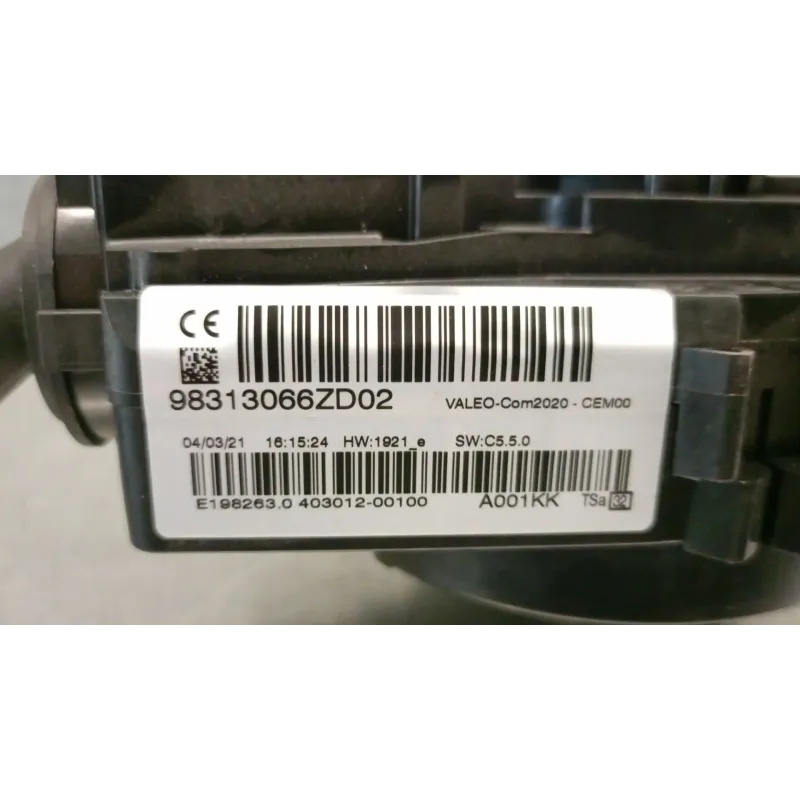 CE
98313066ZD02 VALEO-Com2020 - CEM00
04/03/21 16:15:24 HW:1921_e SW:C5.5.0
E198263.0 403012-00100 A001KK TSa 32